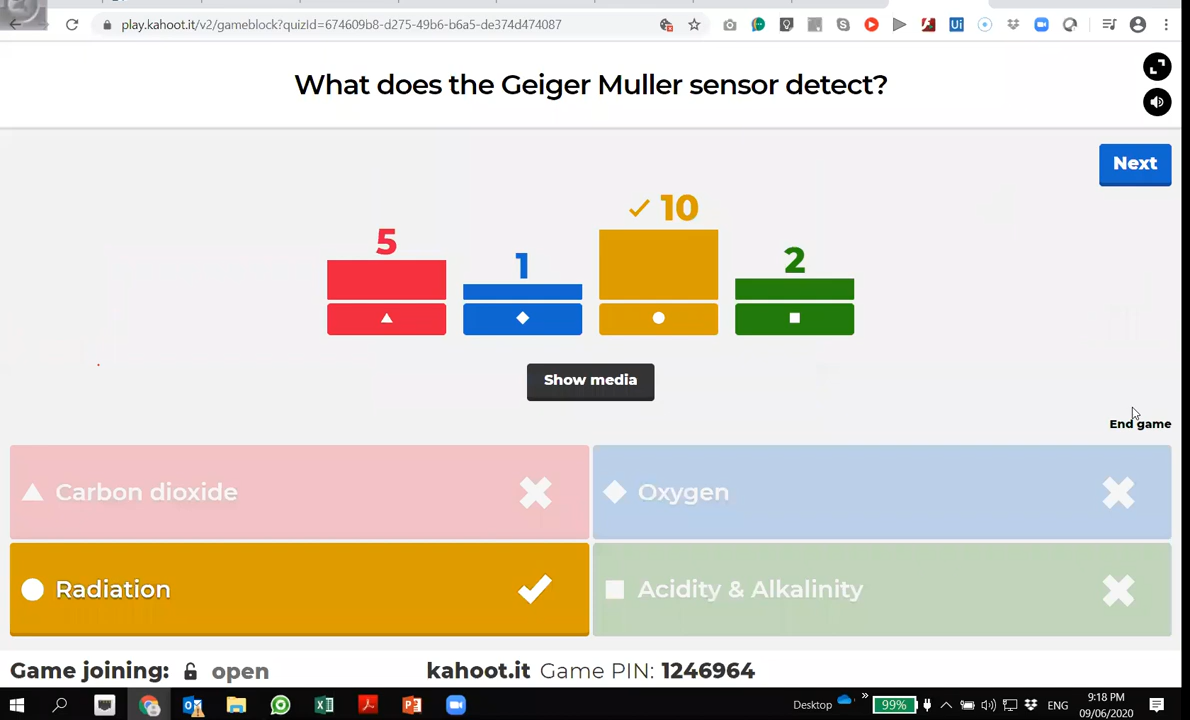 play.kahoot.it/v2/gameblock?quizId=674609b8-d275-49b6-b6a5-de374d474087
Ui
What does the Geiger Muller sensor detect?
Next
5
1
10
2
Show media
End game
Carbon dioxide
Oxygen
Radiation
Acidity & Alkalinity
Game joining: open
kahoot.it Game PIN: 1246964
Desktop
99%
ENG
9:18 PM
09/06/2020